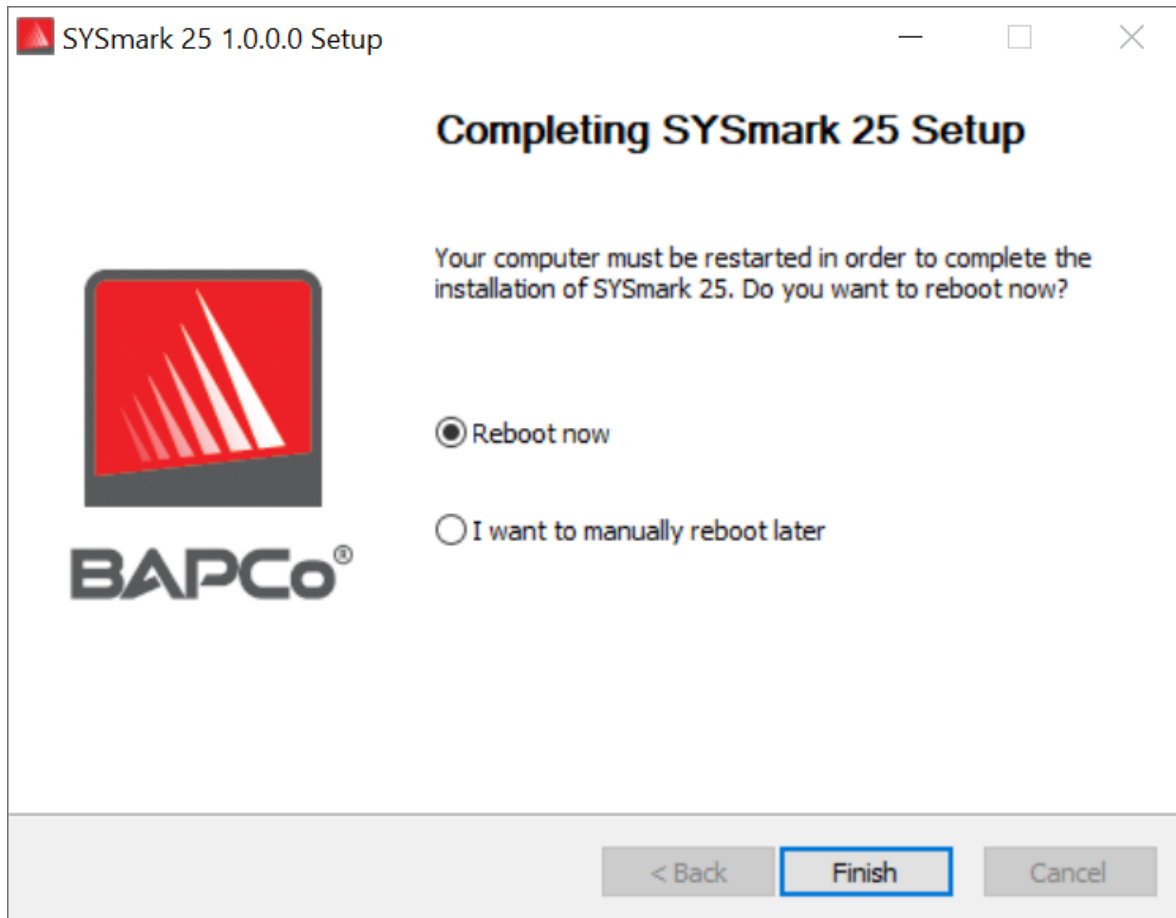 SYSmark 25 1.0.0.0 Setup
Completing SYSmark 25 Setup
Your computer must be restarted in order to complete the
installation of SYSmark 25. Do you want to reboot now?
Reboot now
I want to manually reboot later
BAPCo®
< Back
Finish
Cancel